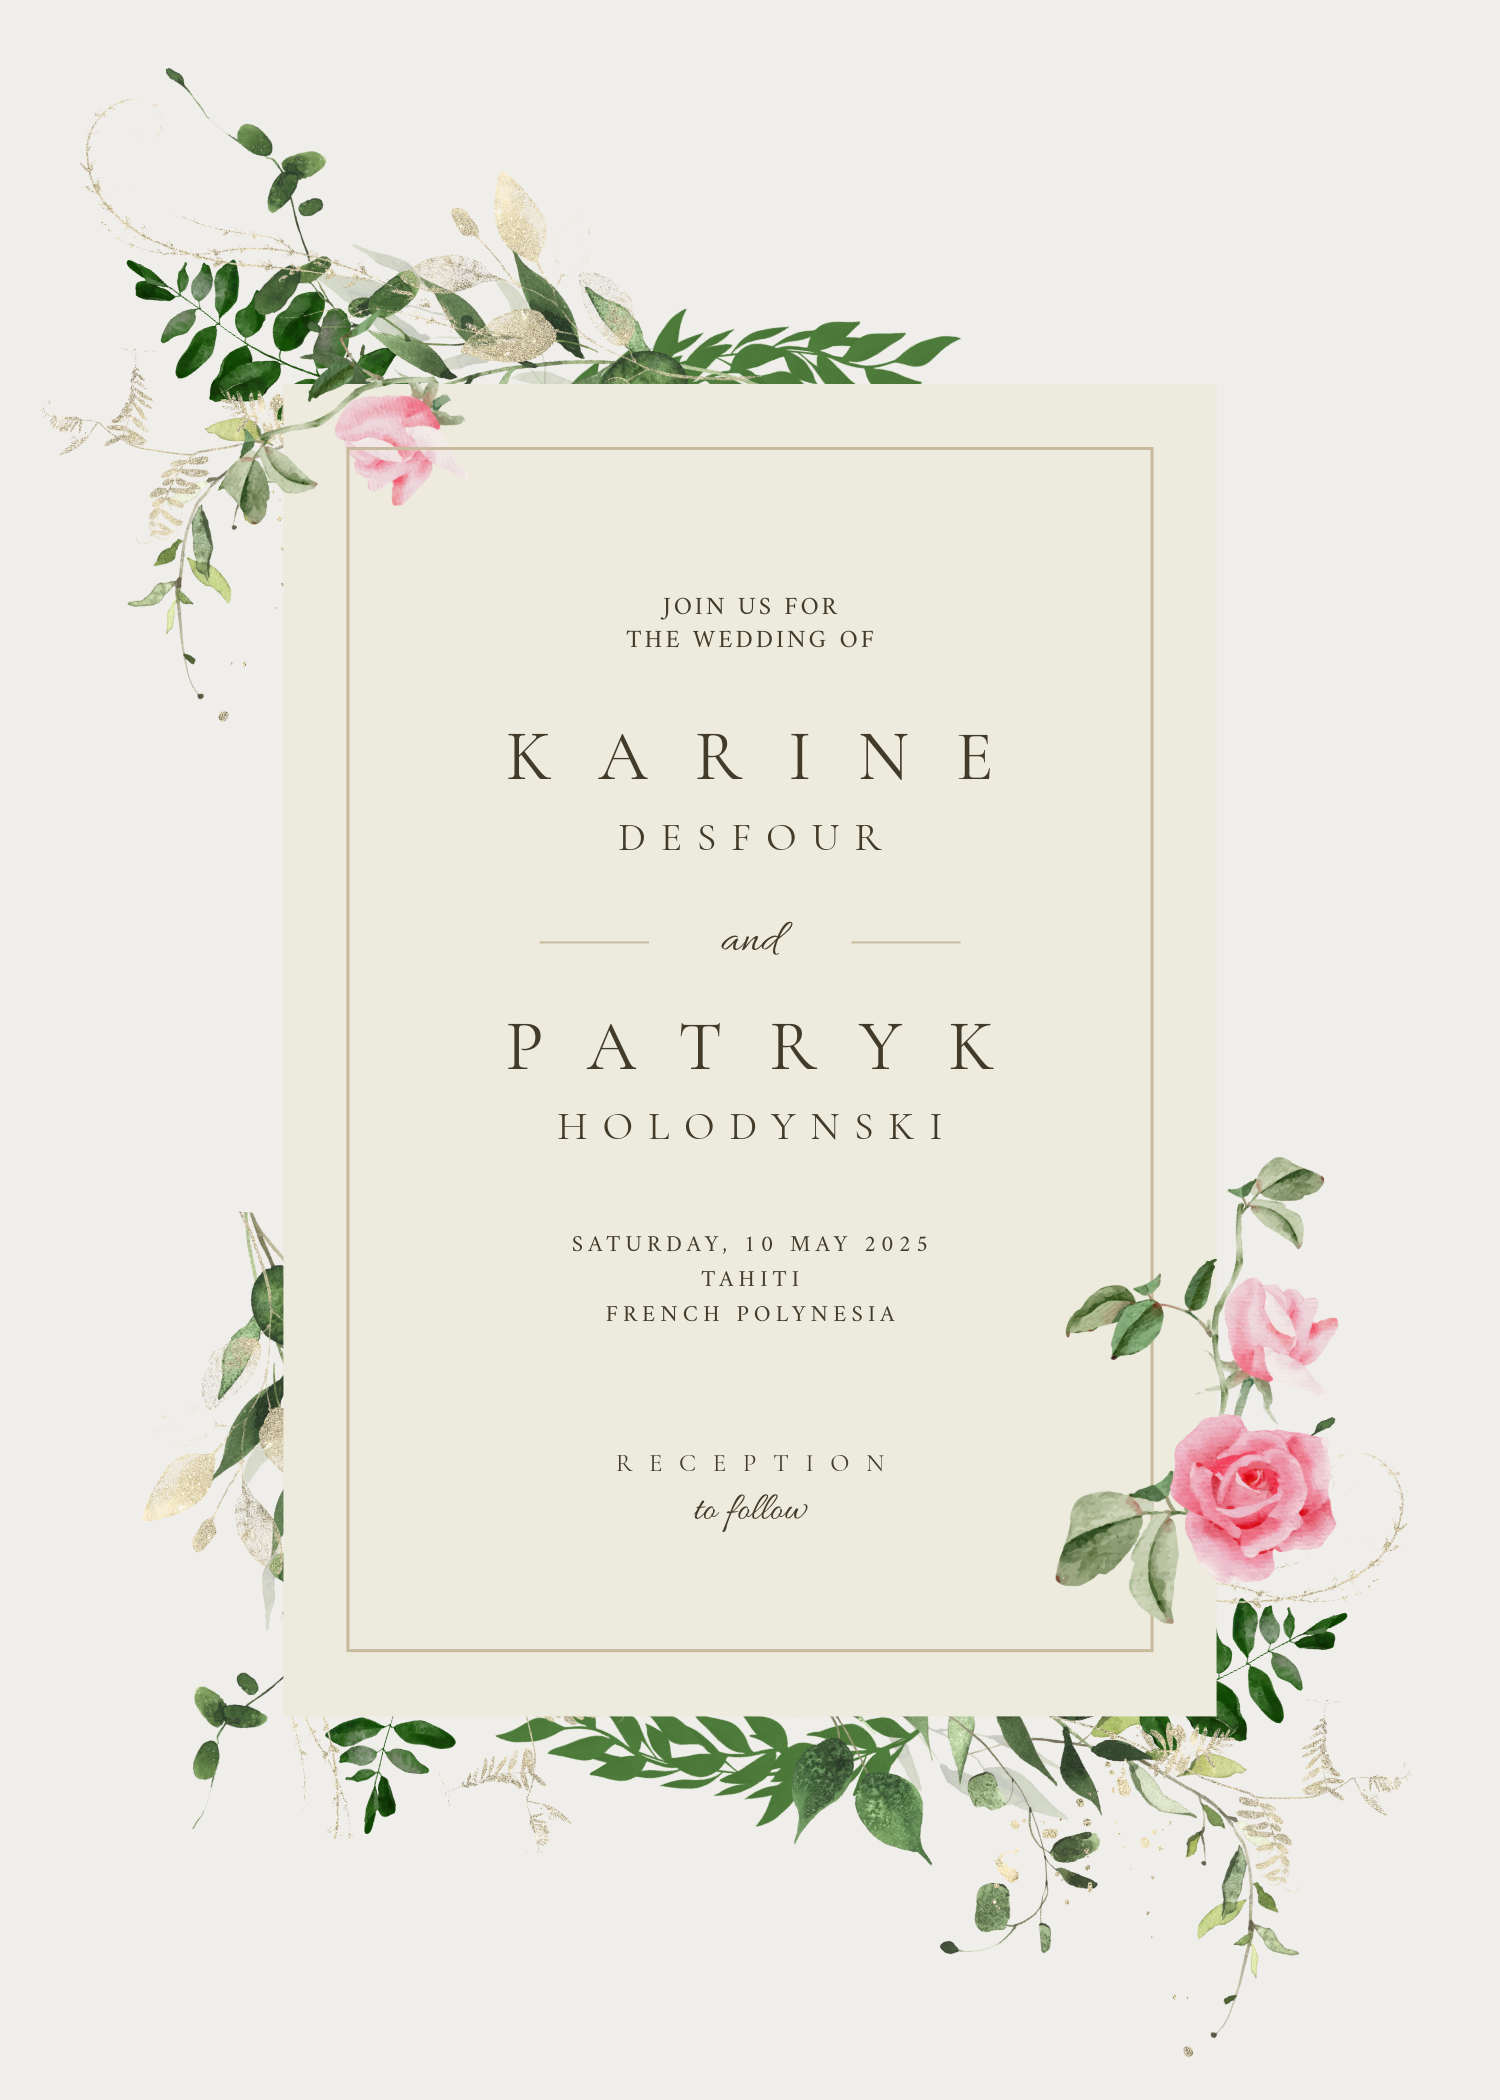 JOIN US FOR
THE WEDDING OF
KARINE
DESFOUR
and
PATRYK
HOLODYNSKI
SATURDAY, 10 MAY 2025
TAHITI
FRENCH POLYNESIA
RECEPTION
to follow